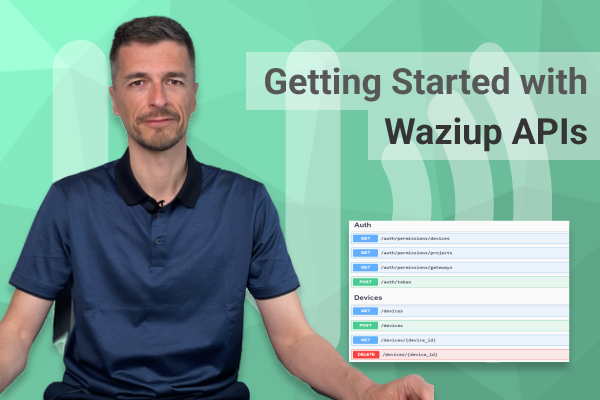 Getting Started with
Waziup APIs
Auth
GET /auth/permissions/devices
GET /auth/permissions/projects
GET /auth/permissions/gateways
POST /auth/token
Devices
GET /devices
POST /devices
GET /devices/{device_id}
DELETE /devices/{device_id}